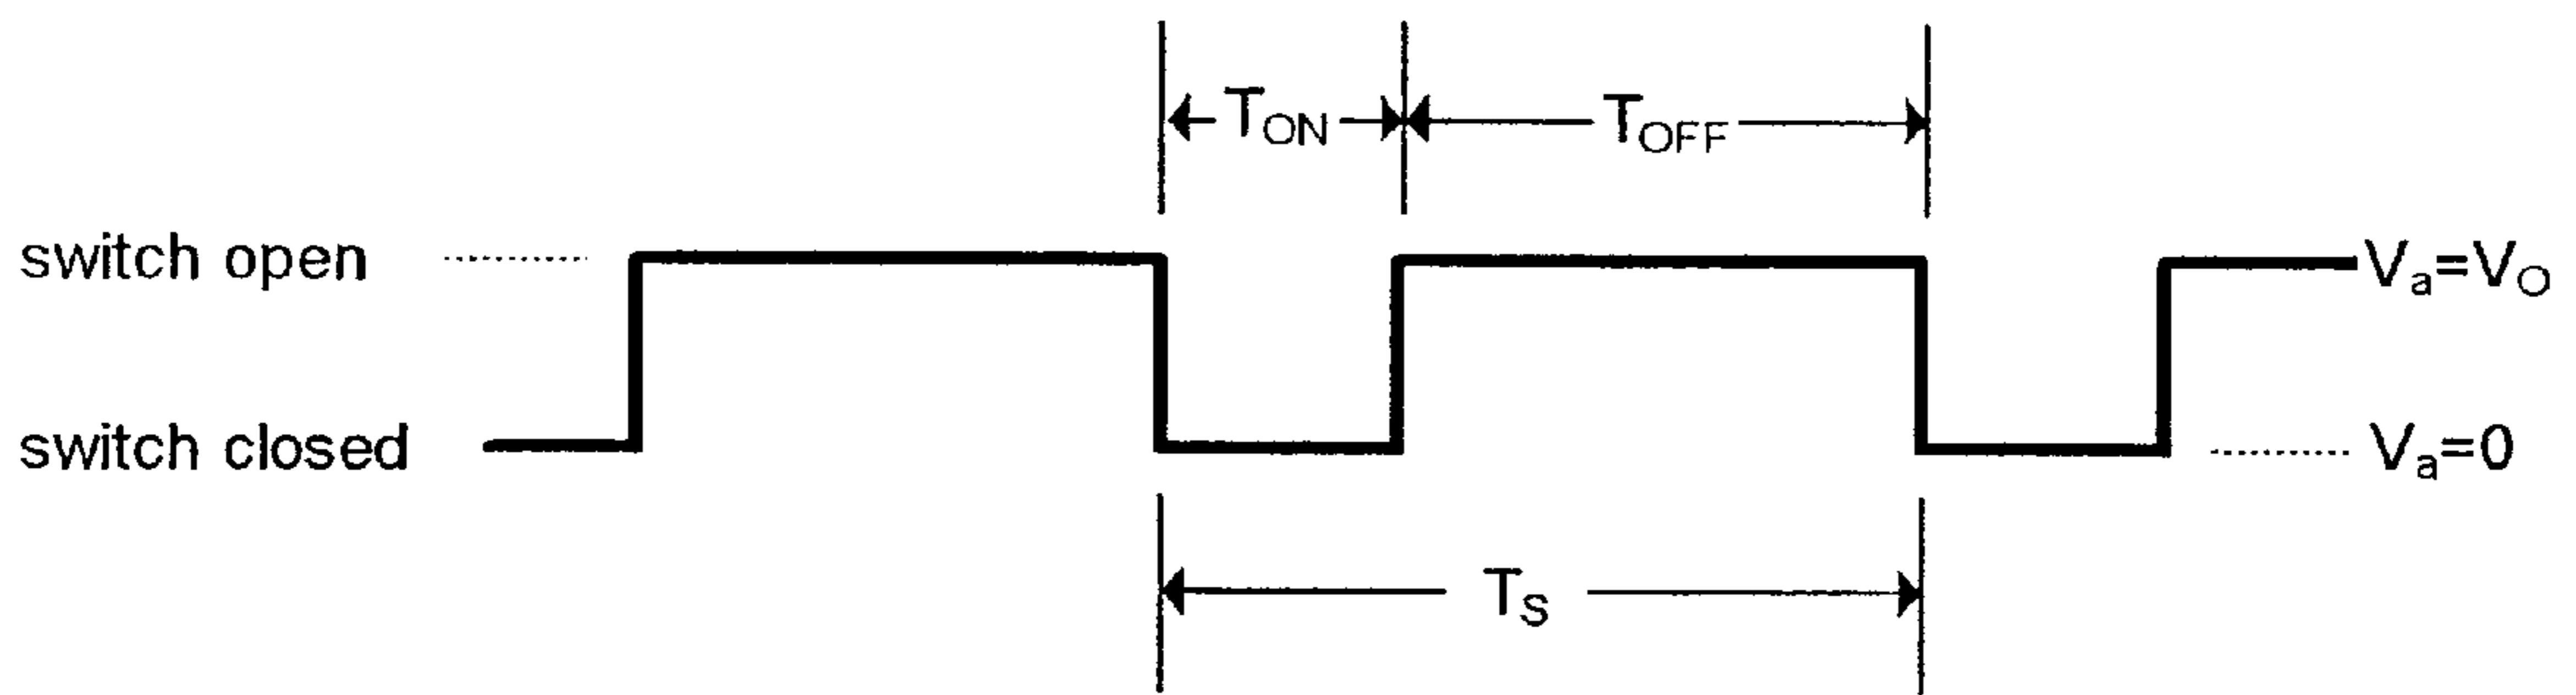 T_ON T_OFF
switch open V_a=V_O
switch closed V_a=0
T_S